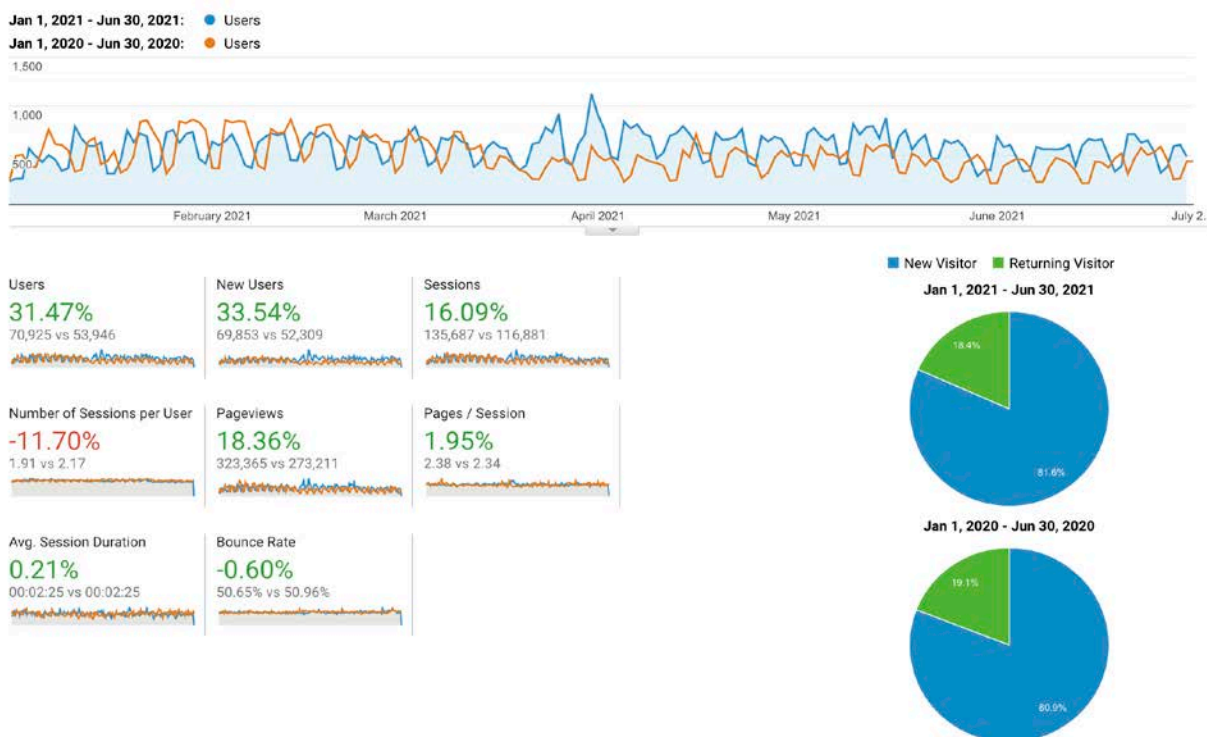 Jan 1, 2021 - Jun 30, 2021: Users
Jan 1, 2020 - Jun 30, 2020: Users
1,500
1,000
500
February 2021
March 2021
April 2021
May 2021
June 2021
July 2.
New Visitor Returning Visitor
Users
31.47%
70,925 vs 53,946
New Users
33.54%
69,853 vs 52,309
Sessions
16.09%
135,687 vs 116,881
Number of Sessions per User
-11.70%
1.91 vs 2.17
Pageviews
18.36%
323,365 vs 273,211
Pages / Session
1.95%
2.38 vs 2.34
Avg. Session Duration
0.21%
00:02:25 vs 00:02:25
Bounce Rate
-0.60%
50.65% vs 50.96%
Jan 1, 2021 - Jun 30, 2021
18.4%
81.6%
Jan 1, 2020 - Jun 30, 2020
19.1%
80.9%